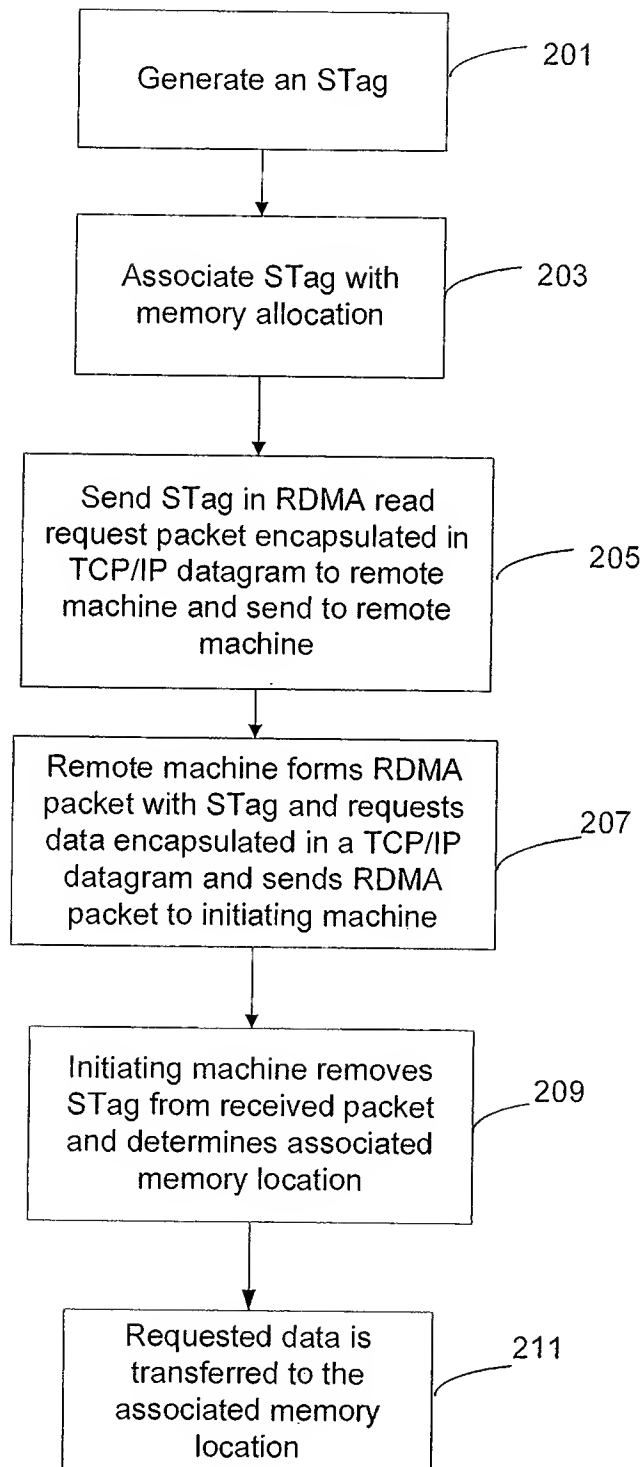 Generate an STag
201
Associate STag with
memory allocation
203
Send STag in RDMA read
request packet encapsulated in
TCP/IP datagram to remote
machine and send to remote
machine
205
Remote machine forms RDMA
packet with STag and requests
data encapsulated in a TCP/IP
datagram and sends RDMA
packet to initiating machine
207
Initiating machine removes
STag from received packet
and determines associated
memory location
209
Requested data is
transferred to the
associated memory
location
211